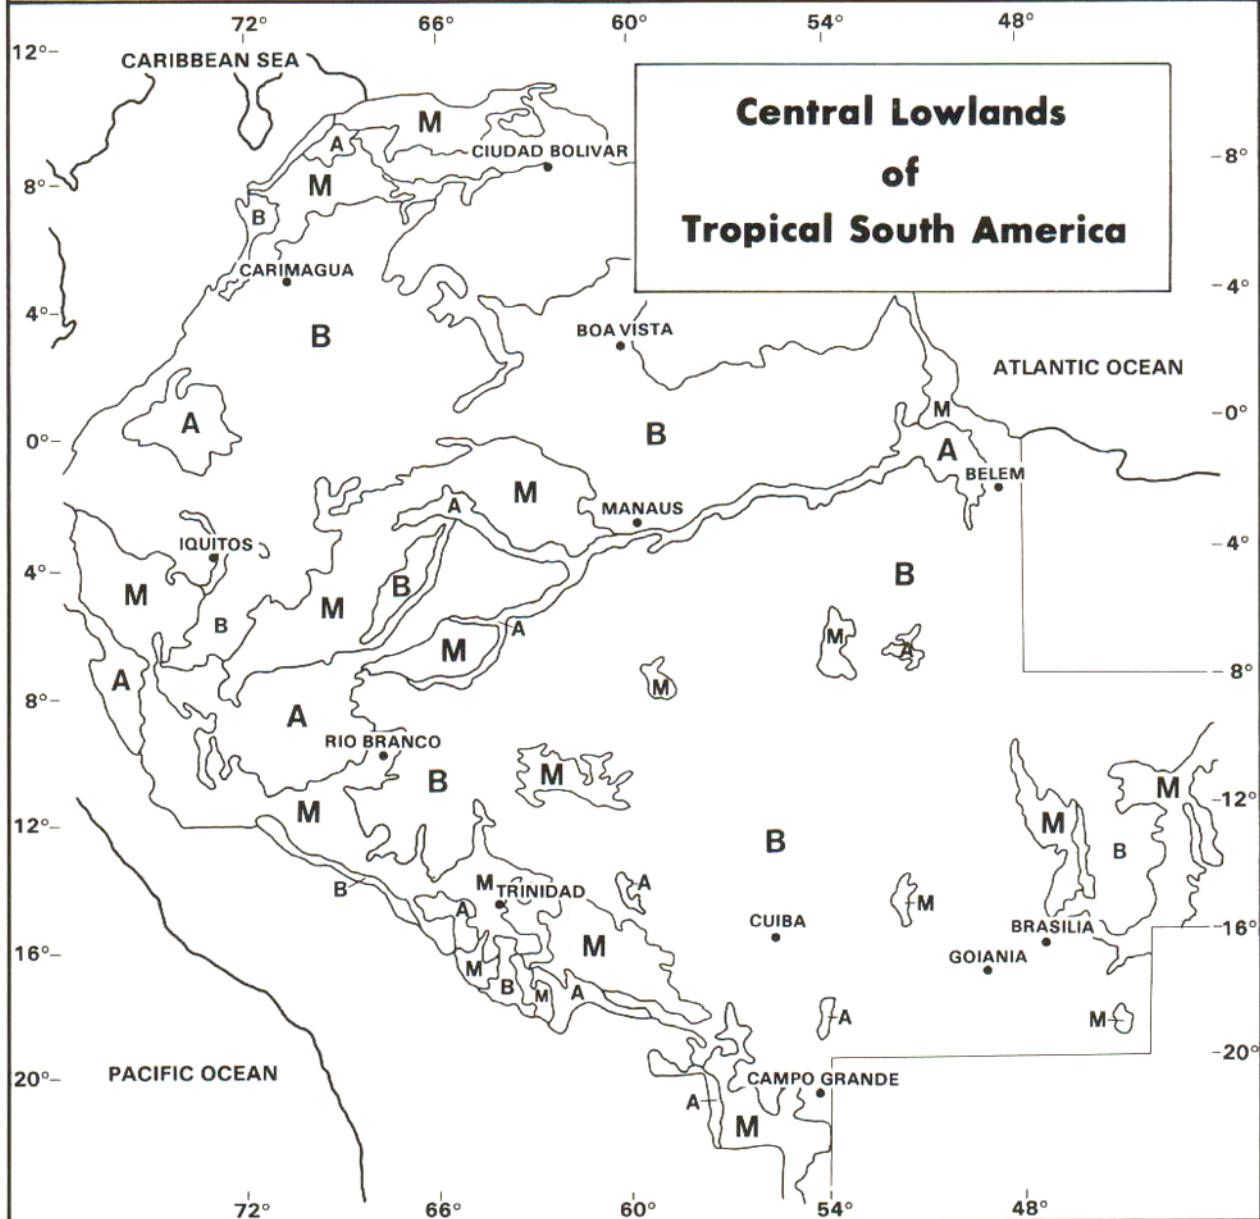 72° 66° 60° 54° 48°
12°
CARIBBEAN SEA
Central Lowlands
of
Tropical South America
M
A
CIUDAD BOLIVAR
8°
8°
M
B
CARIMAGUA
4°
4°
B
BOA VISTA
ATLANTIC OCEAN
M
0°
A
0°
B
A
BELEM
M
A
MANAUS
IQUITOS
4°
4°
M
B
M
B
B
A
M
M
A
A
M
8°
8°
A
RIO BRANCO
B
M
M
12°
12°
M
M
B
B
B
M
TRINIDAD
A
A
M
CUIBA
BRASILIA
16°
16°
M
GOIANIA
M
B
M
A
A
M
20°
20°
PACIFIC OCEAN
CAMPO GRANDE
A
M
72° 66° 60° 54° 48°